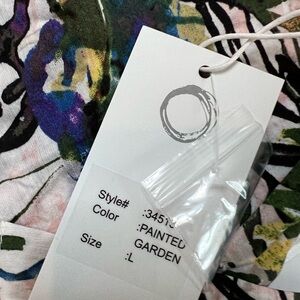 Style#
Color :PAINTED
GARDEN
Size :L